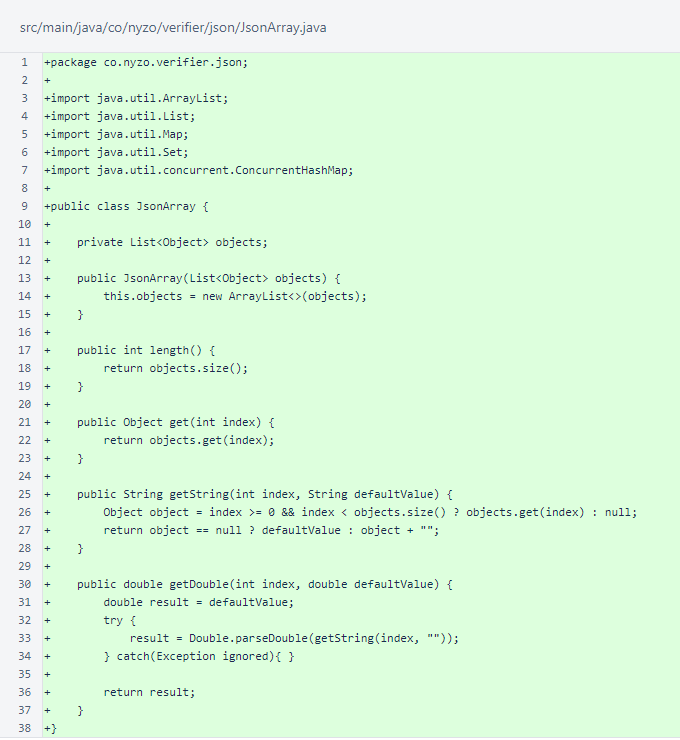 src/main/java/co/nyzo/verifier/json/JsonArray.java
1 +package co.nyzo.verifier.json;
2 +
3 +import java.util.ArrayList;
4 +import java.util.List;
5 +import java.util.Map;
6 +import java.util.Set;
7 +import java.util.concurrent.ConcurrentHashMap;
8 +
9 +public class JsonArray {
10 +
11 +    private List<Object> objects;
12 +
13 +    public JsonArray(List<Object> objects) {
14 +        this.objects = new ArrayList<>(objects);
15 +    }
16 +
17 +    public int length() {
18 +        return objects.size();
19 +    }
20 +
21 +    public Object get(int index) {
22 +        return objects.get(index);
23 +    }
24 +
25 +    public String getString(int index, String defaultValue) {
26 +        Object object = index >= 0 && index < objects.size() ? objects.get(index) : null;
27 +        return object == null ? defaultValue : object + "";
28 +    }
29 +
30 +    public double getDouble(int index, double defaultValue) {
31 +        double result = defaultValue;
32 +        try {
33 +            result = Double.parseDouble(getString(index, ""));
34 +        } catch(Exception ignored){ }
35 +
36 +        return result;
37 +    }
38 +}